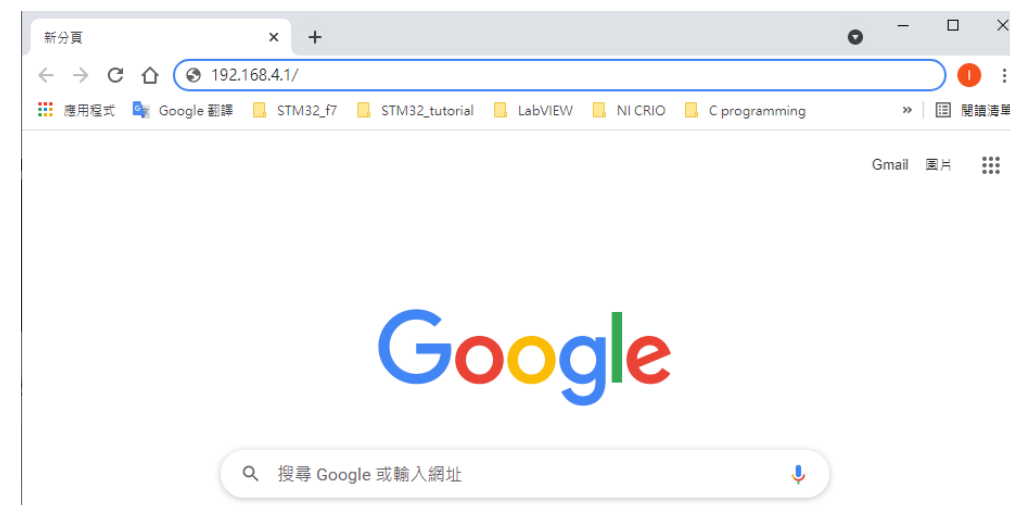 新分頁
192.168.4.1/
應用程式 Google 翻譯 STM32_f7 STM32_tutorial LabVIEW NI CRIO C programming » 閱讀清單
Gmail 圖片
Google
搜尋 Google 或輸入網址